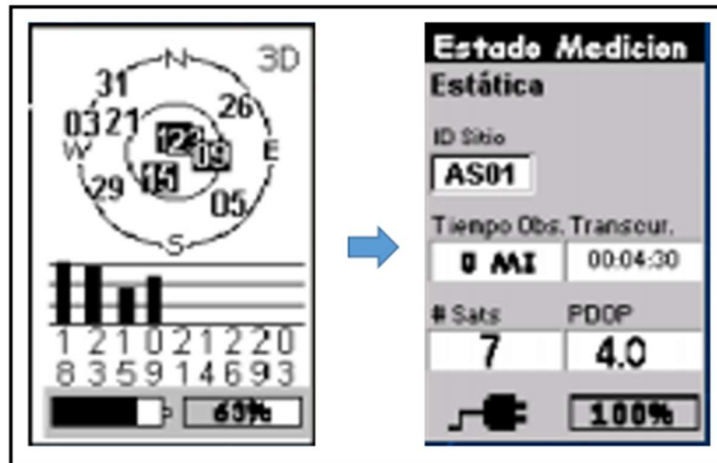 N 3D
31
26
03 21
09
W E
15
29
05
S
1 2 1 0 2 1 2 2 0
8 3 5 9 1 4 6 9 3
Estado Medicion
Estática
ID Sitio
AS01
Tiempo Obs. Transcur.
0 MI 00:04:30
# Sats PDOP
7 4.0
100%